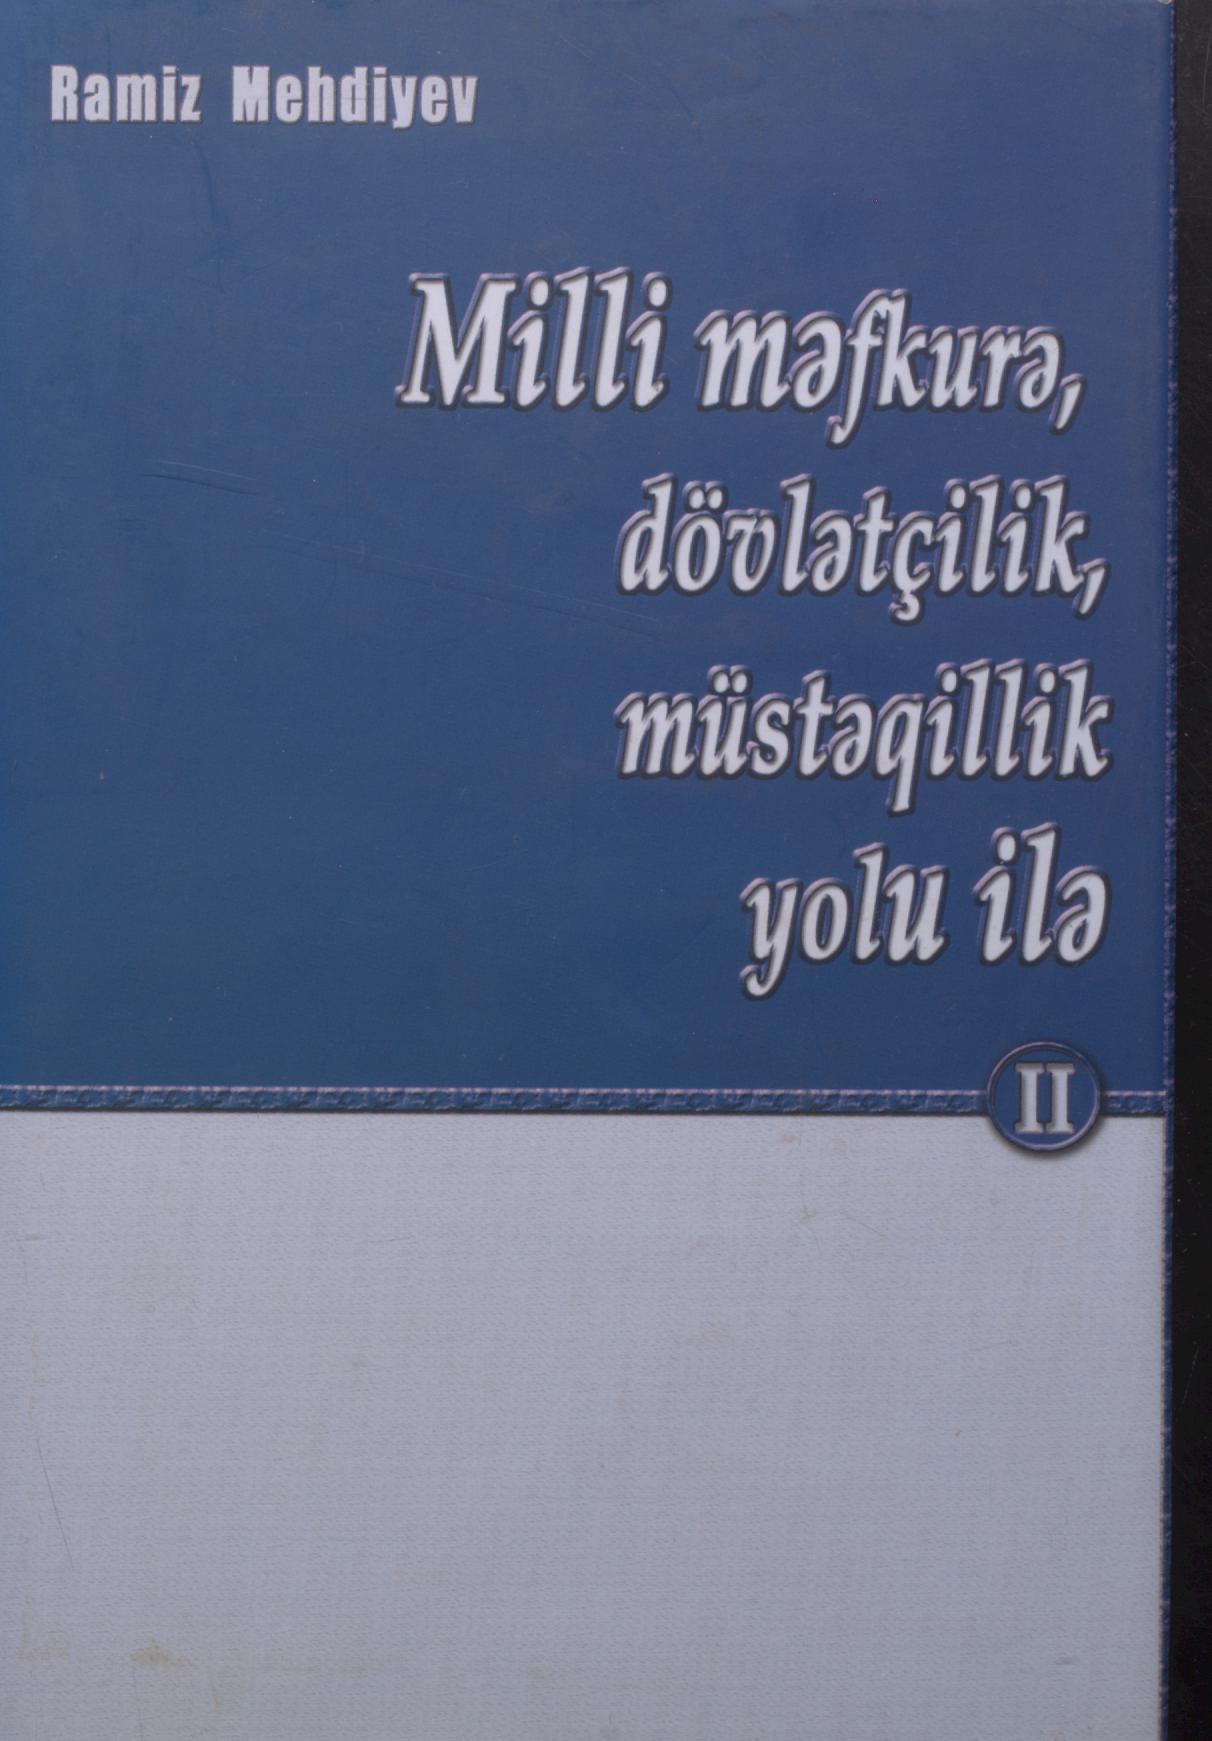 Ramiz Mehdiyev
Milli məfkurə,
dövlətçilik,
müstəqillik
yolu ilə
II